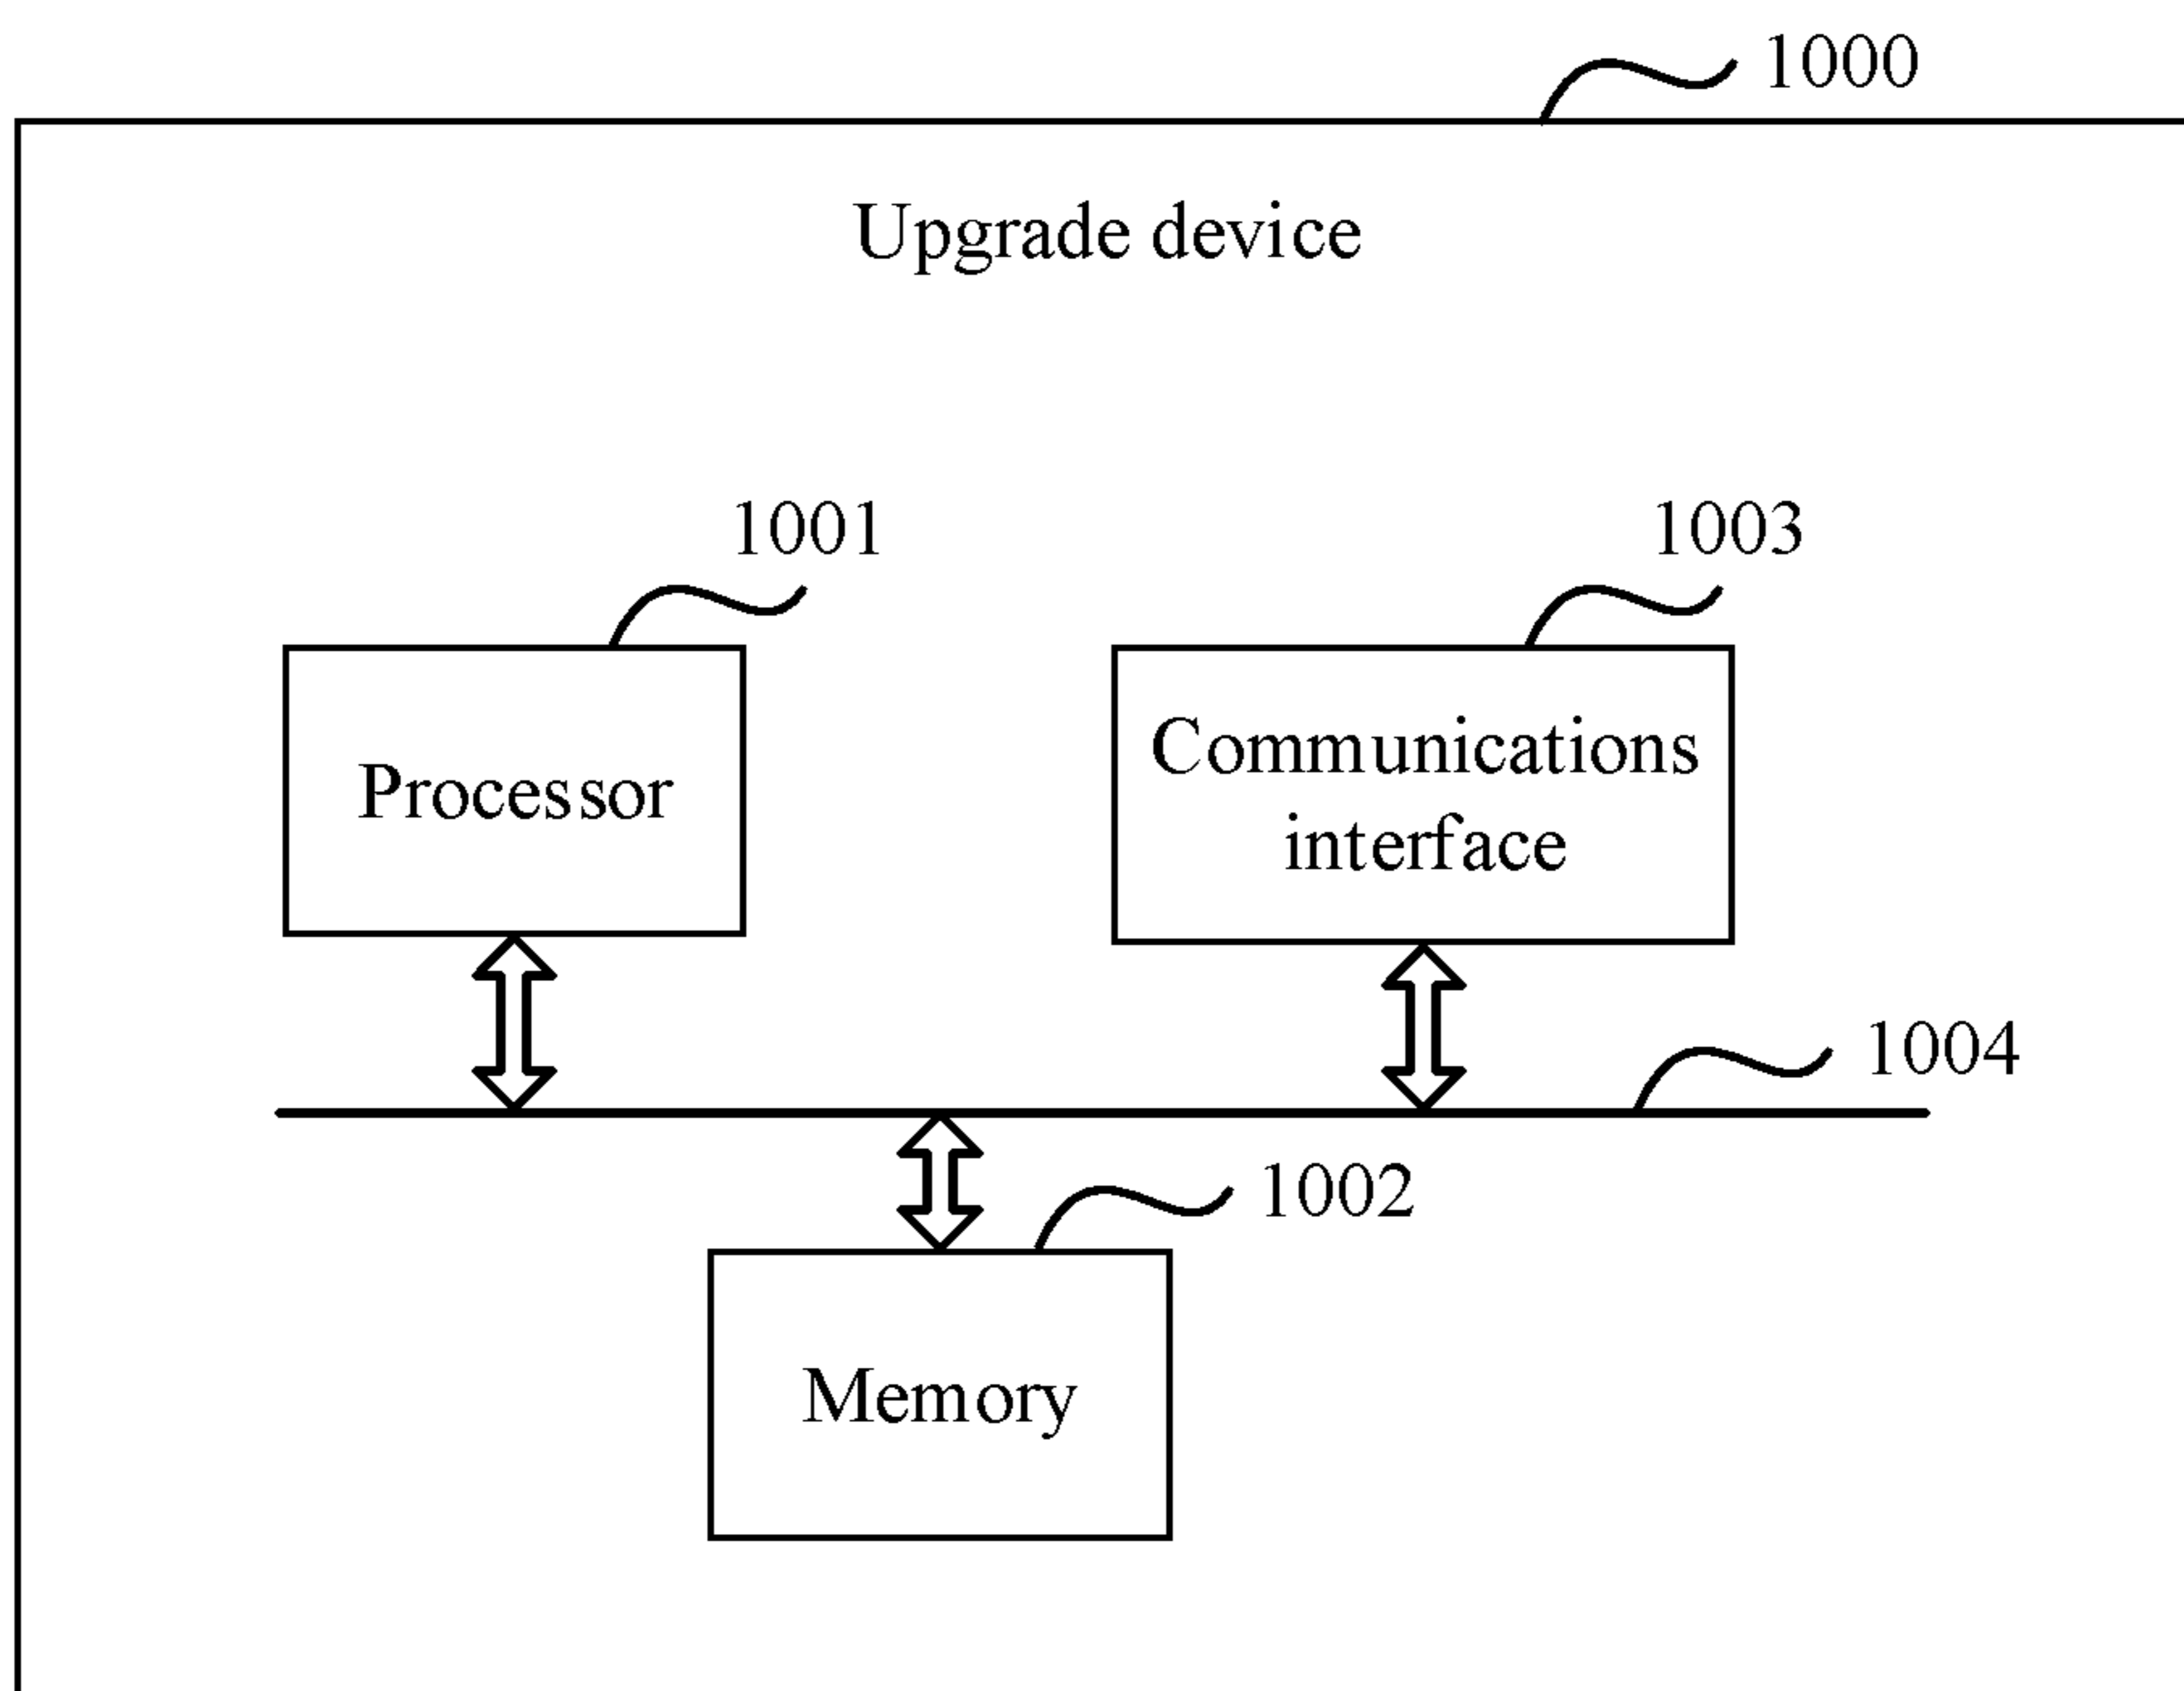 1000
Upgrade device
1001
1003
Processor
Communications
interface
1004
1002
Memory